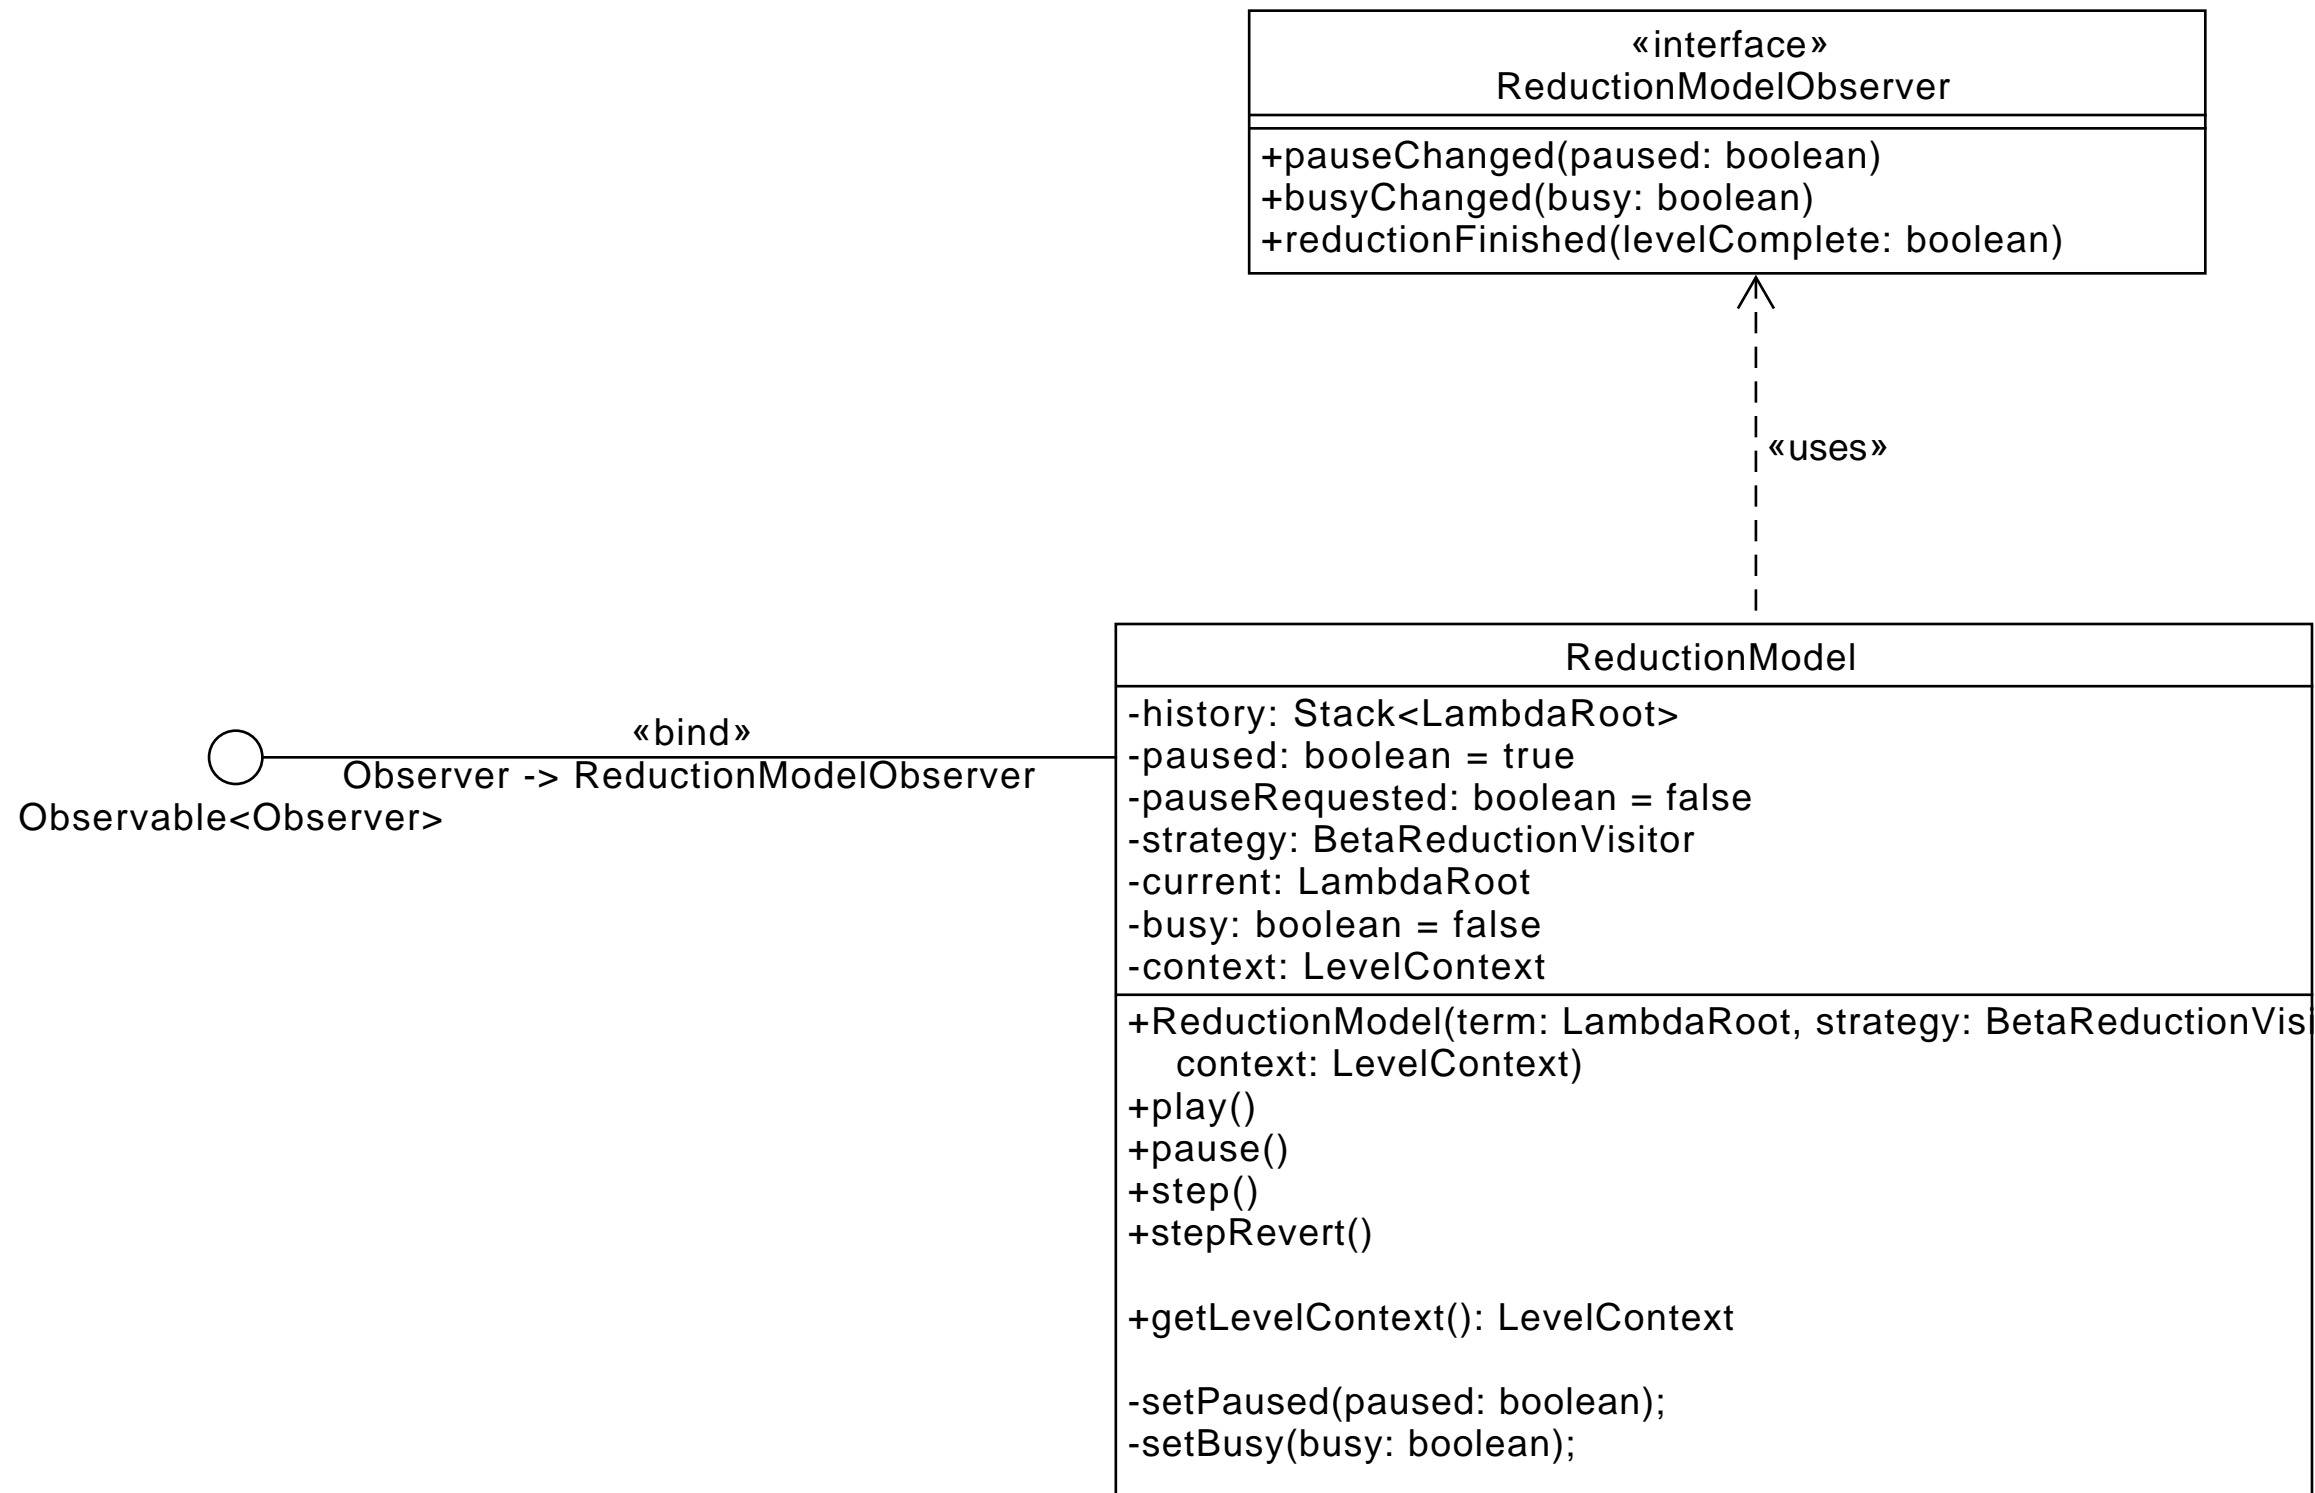 «interface»
ReductionModelObserver
+pauseChanged(paused: boolean)
+busyChanged(busy: boolean)
+reductionFinished(levelComplete: boolean)
«uses»
ReductionModel
-history: Stack<LambdaRoot>
-paused: boolean = true
-pauseRequested: boolean = false
-strategy: BetaReductionVisitor
-current: LambdaRoot
-busy: boolean = false
-context: LevelContext
«bind»
Observer -> ReductionModelObserver
Observable<Observer>
+ReductionModel(term: LambdaRoot, strategy: BetaReductionVisi
context: LevelContext)
+play()
+pause()
+step()
+stepRevert()
+getLevelContext(): LevelContext
-setPaused(paused: boolean);
-setBusy(busy: boolean);